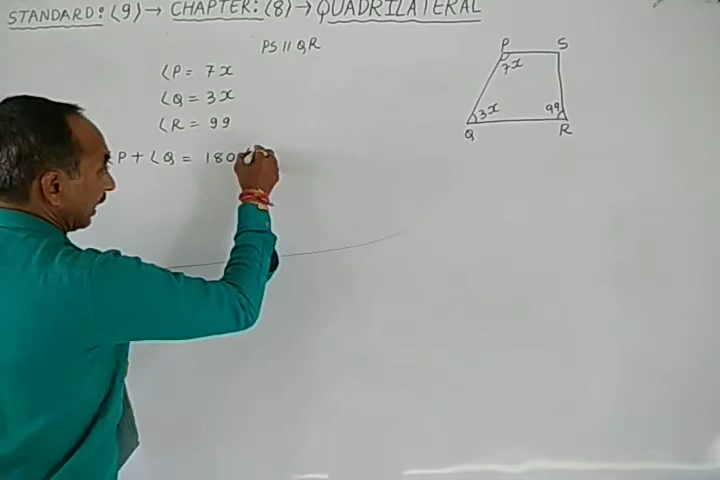 STANDARD:(9)→ CHAPTER:(8)→QUADRILATERAL
PS || QR
∠P = 7x
∠Q = 3x
∠R = 99
∠P + ∠Q = 180
P
S
7x
3x
99
Q
R